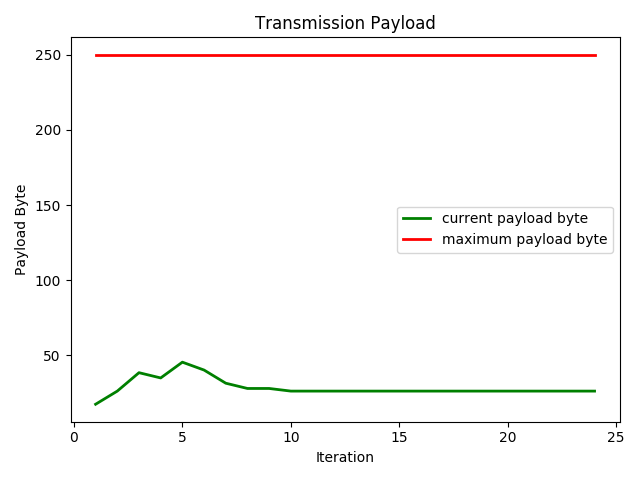 Transmission Payload
Payload Byte
250
200
150
100
50
current payload byte
maximum payload byte
0
5
10
15
20
25
Iteration